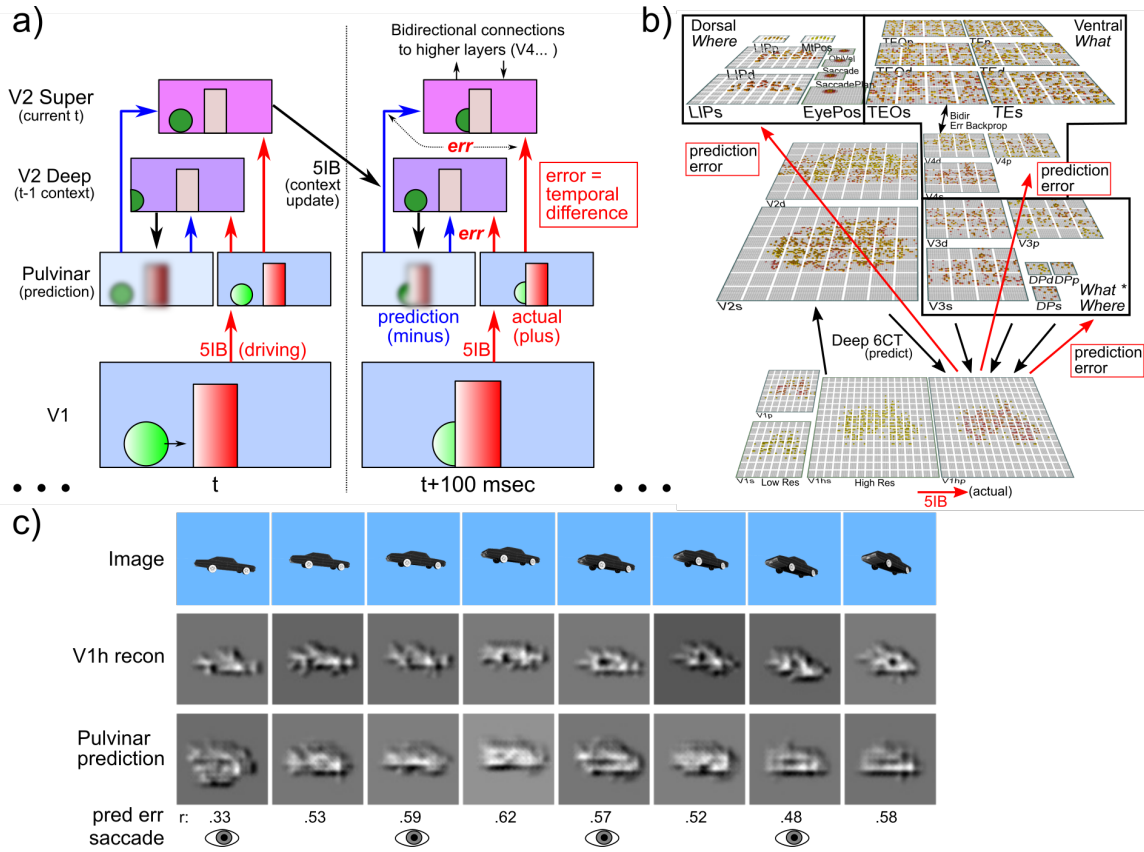 a)
Bidirectional connections
to higher layers (V4... )
V2 Super
(current t)
err
V2 Deep
(t-1 context)
5IB
(context
update)
error =
temporal
difference
err
Pulvinar
(prediction)
prediction
(minus)
actual
(plus)
5IB (driving)
5IB
V1
t
t+100 msec
• • •
• • •
b)
Dorsal
Where
Ventral
What
LIPp
MtPos
ObjVel
Saccade
SaccadePlan
LIPd
LIPs
EyePos
TEOp
TEp
TEOd
TEd
TEOs
TEs
Bidir
Err Backprop
prediction
error
prediction
error
V4d
V4p
V4s
V2d
V2s
V3d
V3p
V3s
DPd
DPp
DPs
What *
Where
Deep 6CT
(predict)
prediction
error
V1p
V1s
Low Res
V1hs
High Res
V1hp
5IB
(actual)
c)
Image
V1h recon
Pulvinar
prediction
pred err r: .33 .53 .59 .62 .57 .52 .48 .58
saccade